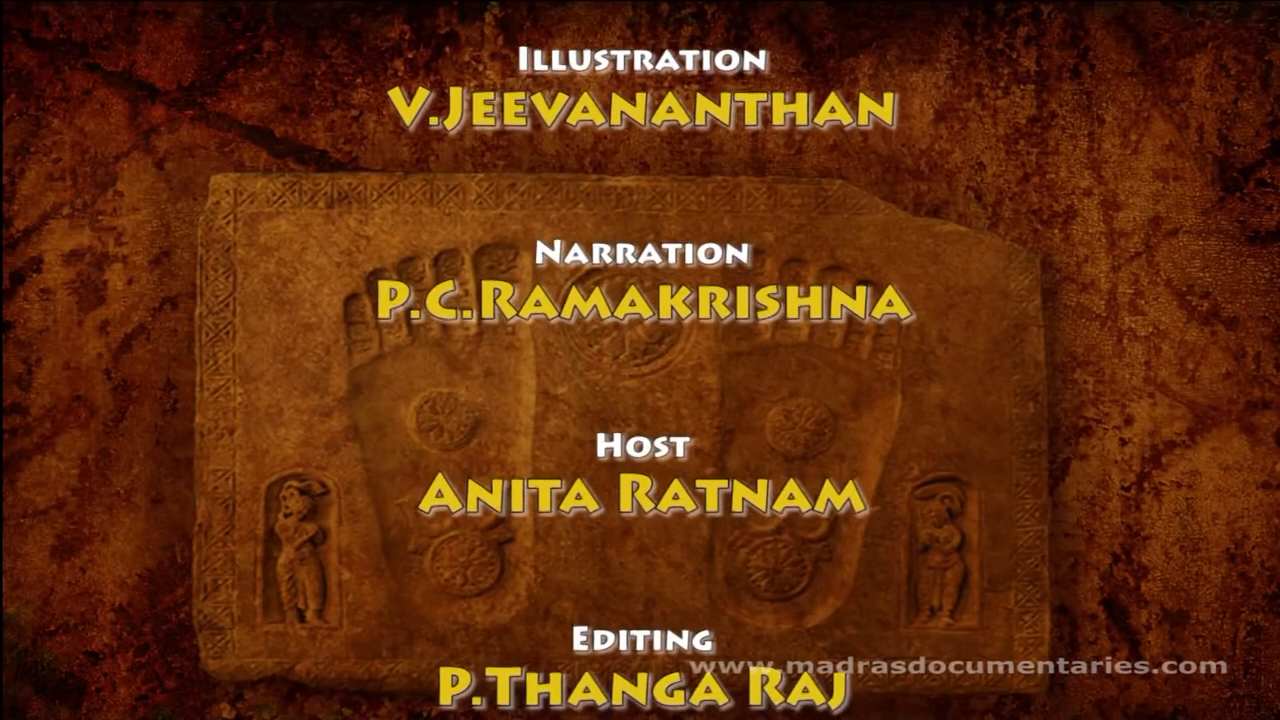 Illustration
V.Jeevananthan
Narration
P.C.Ramakrishna
Host
Anita Ratnam
Editing
www.madrasdocumentaries.com
P.Thanga Raj